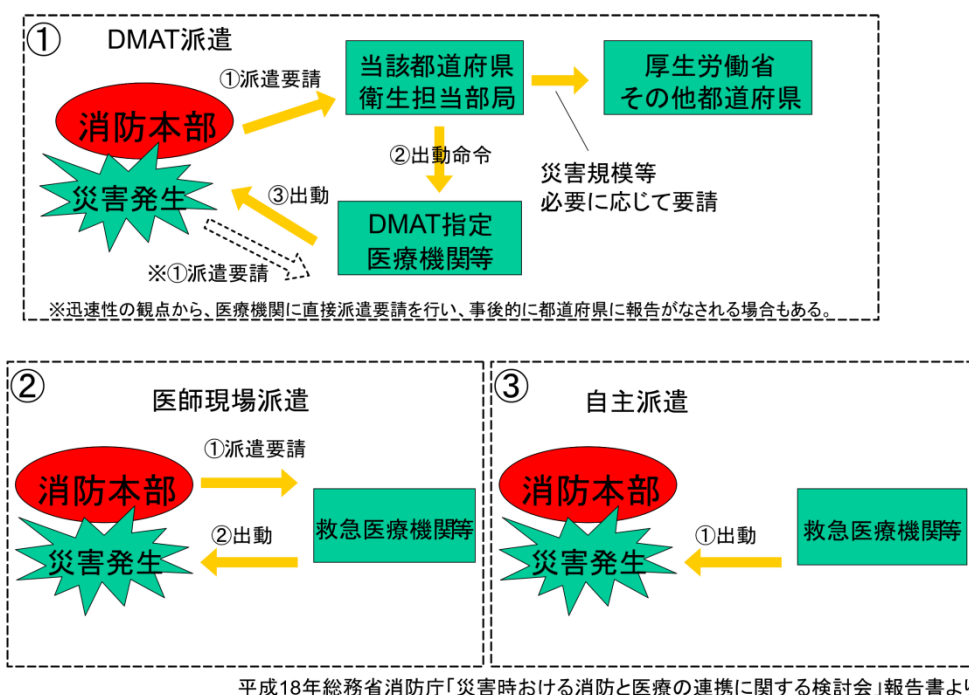 ①
DMAT派遣
①派遣要請
当該都道府県
衛生担当部局
厚生労働省
その他都道府県
消防本部
災害発生
②出動命令
災害規模等
必要に応じて要請
③出動
DMAT指定
医療機関等
※①派遣要請
※迅速性の観点から、医療機関に直接派遣要請を行い、事後的に都道府県に報告がなされる場合もある。
②
医師現場派遣
①派遣要請
消防本部
災害発生
②出動
救急医療機関等
③
自主派遣
消防本部
災害発生
①出動
救急医療機関等
平成18年総務省消防庁「災害時おける消防と医療の連携に関する検討会」報告書より